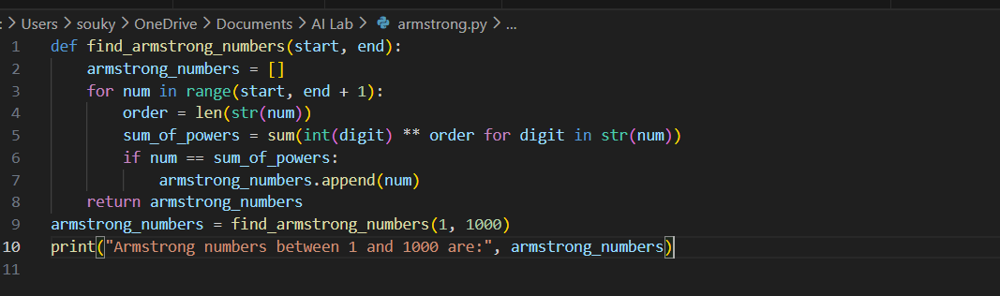 : > Users > souky > OneDrive > Documents > AI Lab > armstrong.py > ...
1 def find_armstrong_numbers(start, end):
2     armstrong_numbers = []
3     for num in range(start, end + 1):
4         order = len(str(num))
5         sum_of_powers = sum(int(digit) ** order for digit in str(num))
6         if num == sum_of_powers:
7             armstrong_numbers.append(num)
8     return armstrong_numbers
9 armstrong_numbers = find_armstrong_numbers(1, 1000)
10 print("Armstrong numbers between 1 and 1000 are:", armstrong_numbers)
11